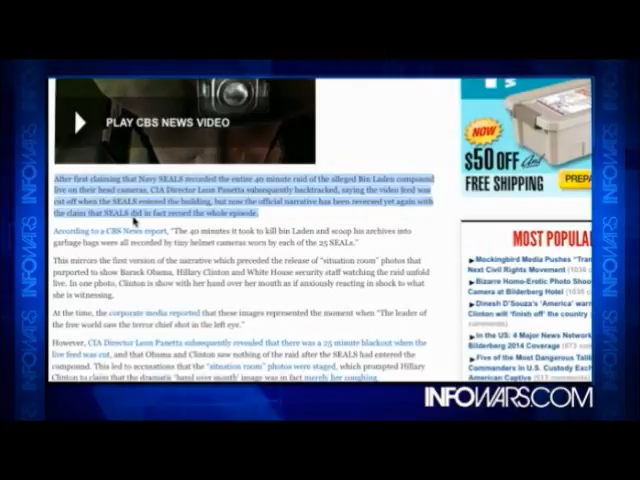 PLAY CBS NEWS VIDEO
After first claiming that Navy SEALS recorded the entire 40 minute raid of the alleged Bin Laden compound
live on their head cameras, CIA Director Leon Panetta subsequently backtracked, saying the video feed was
cut off when the SEALS entered the building, but now the official narrative has been reversed yet again with
the claim that SEALS did in fact record the whole episode.
According to a CBS News report, "The 40 minutes it took to kill bin Laden and scoop his archives into
garbage bags were all recorded by tiny helmet cameras worn by each of the 25 SEALs."
This mirrors the first version of the narrative which preceded the release of "situation room" photos that
purported to show Barack Obama, Hillary Clinton and White House security staff watching the raid unfold
live. In one photo, Clinton is show with her hand over her mouth as if anxiously reacting in shock to what
she is witnessing.
At the time, the corporate media reported that these images represented the moment when "The leader of
the free world saw the terror chief shot in the left eye."
However, CIA Director Leon Panetta subsequently revealed that there was a 25 minute blackout when the
live feed was cut, and that Obama and Clinton saw nothing of the raid after the SEALS had entered the
compound. This led to accusations that the "situation room" photos were staged, which prompted Hillary
Clinton to claim that the dramatic 'hand over mouth' image was in fact merely her coughing.
NOW
$50 OFF And
FREE SHIPPING
PREPA
MOST POPULA
Mockingbird Media Pushes "Tran
Next Civil Rights Movement
Bizarre Homo-Erotic Photo Shoo
Camera at Bilderberg Hotel
Dinesh D'Souza's 'America' war
Clinton will 'finish off' the country
comments)
In the US: 4 Major News Network
Bilderberg 2014 Coverage
Five of the Most Dangerous Talib
Commanders in U.S. Custody Exch
American Captive
INFOWARS.COM
INFOWARS
INFOWARS